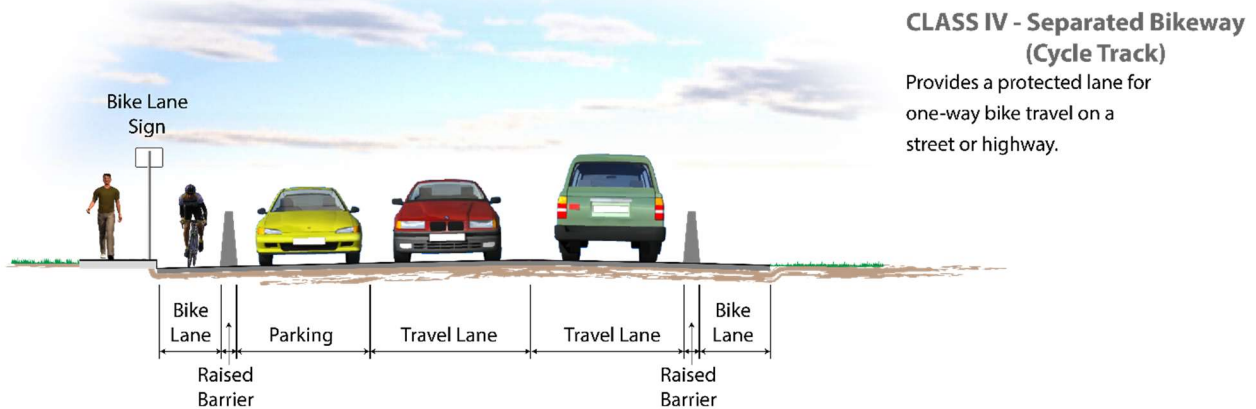 CLASS IV - Separated Bikeway
(Cycle Track)
Provides a protected lane for
one-way bike travel on a
street or highway.
Bike Lane
Sign
Bike
Lane
Parking
Travel Lane
Travel Lane
Bike
Lane
Raised
Barrier
Raised
Barrier